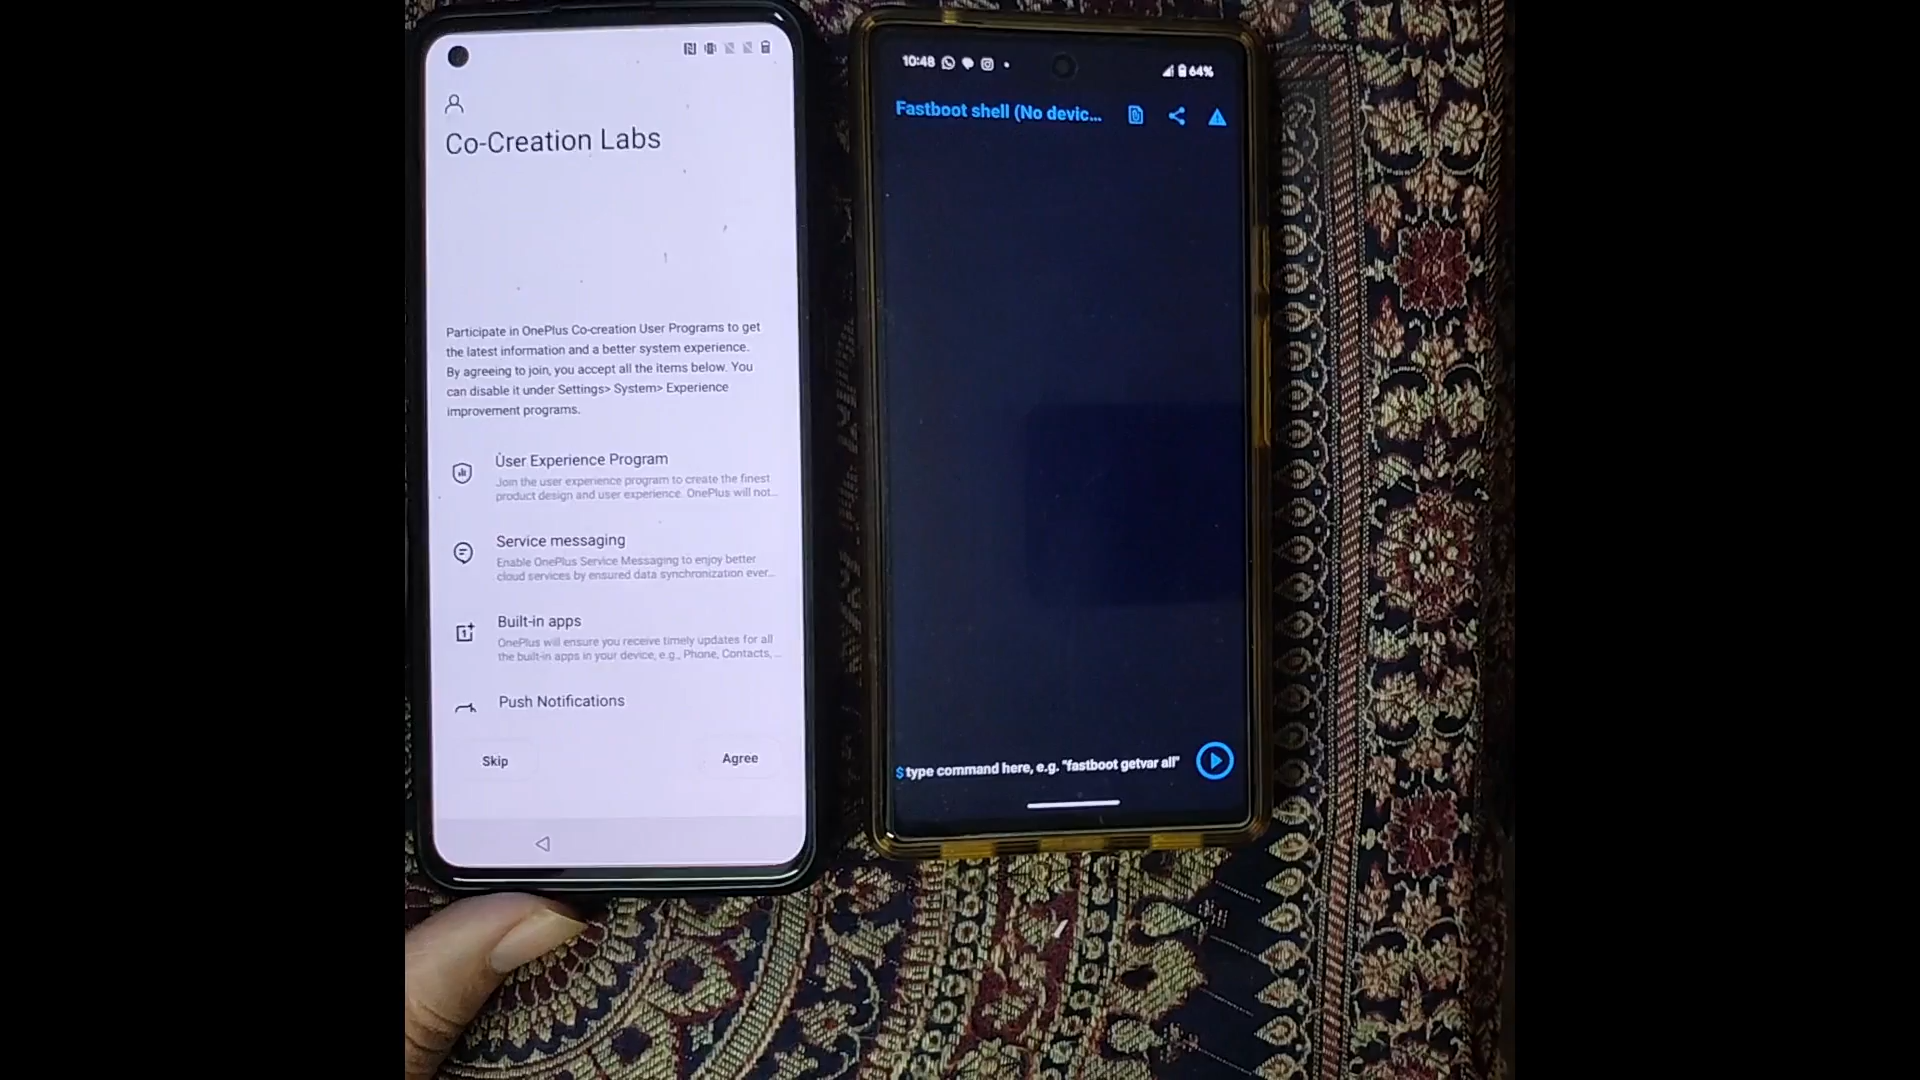 Co-Creation Labs
Participate in OnePlus Co-creation User Programs to get
the latest information and a better system experience.
By agreeing to join, you accept all the items below. You
can disable it under Settings> System> Experience
improvement programs.
User Experience Program
Join the user experience program to create the finest
product design and user experience. OnePlus will not...
Service messaging
Enable OnePlus Service Messaging to enjoy better
cloud services by ensured data synchronization ever...
Built-in apps
OnePlus will ensure you receive timely updates for all
the built-in apps in your device, e.g., Phone, Contacts, ...
Push Notifications
Skip
Agree
10:48
64%
Fastboot shell (No devic...
$type command here, e.g. "fastboot getvar all"